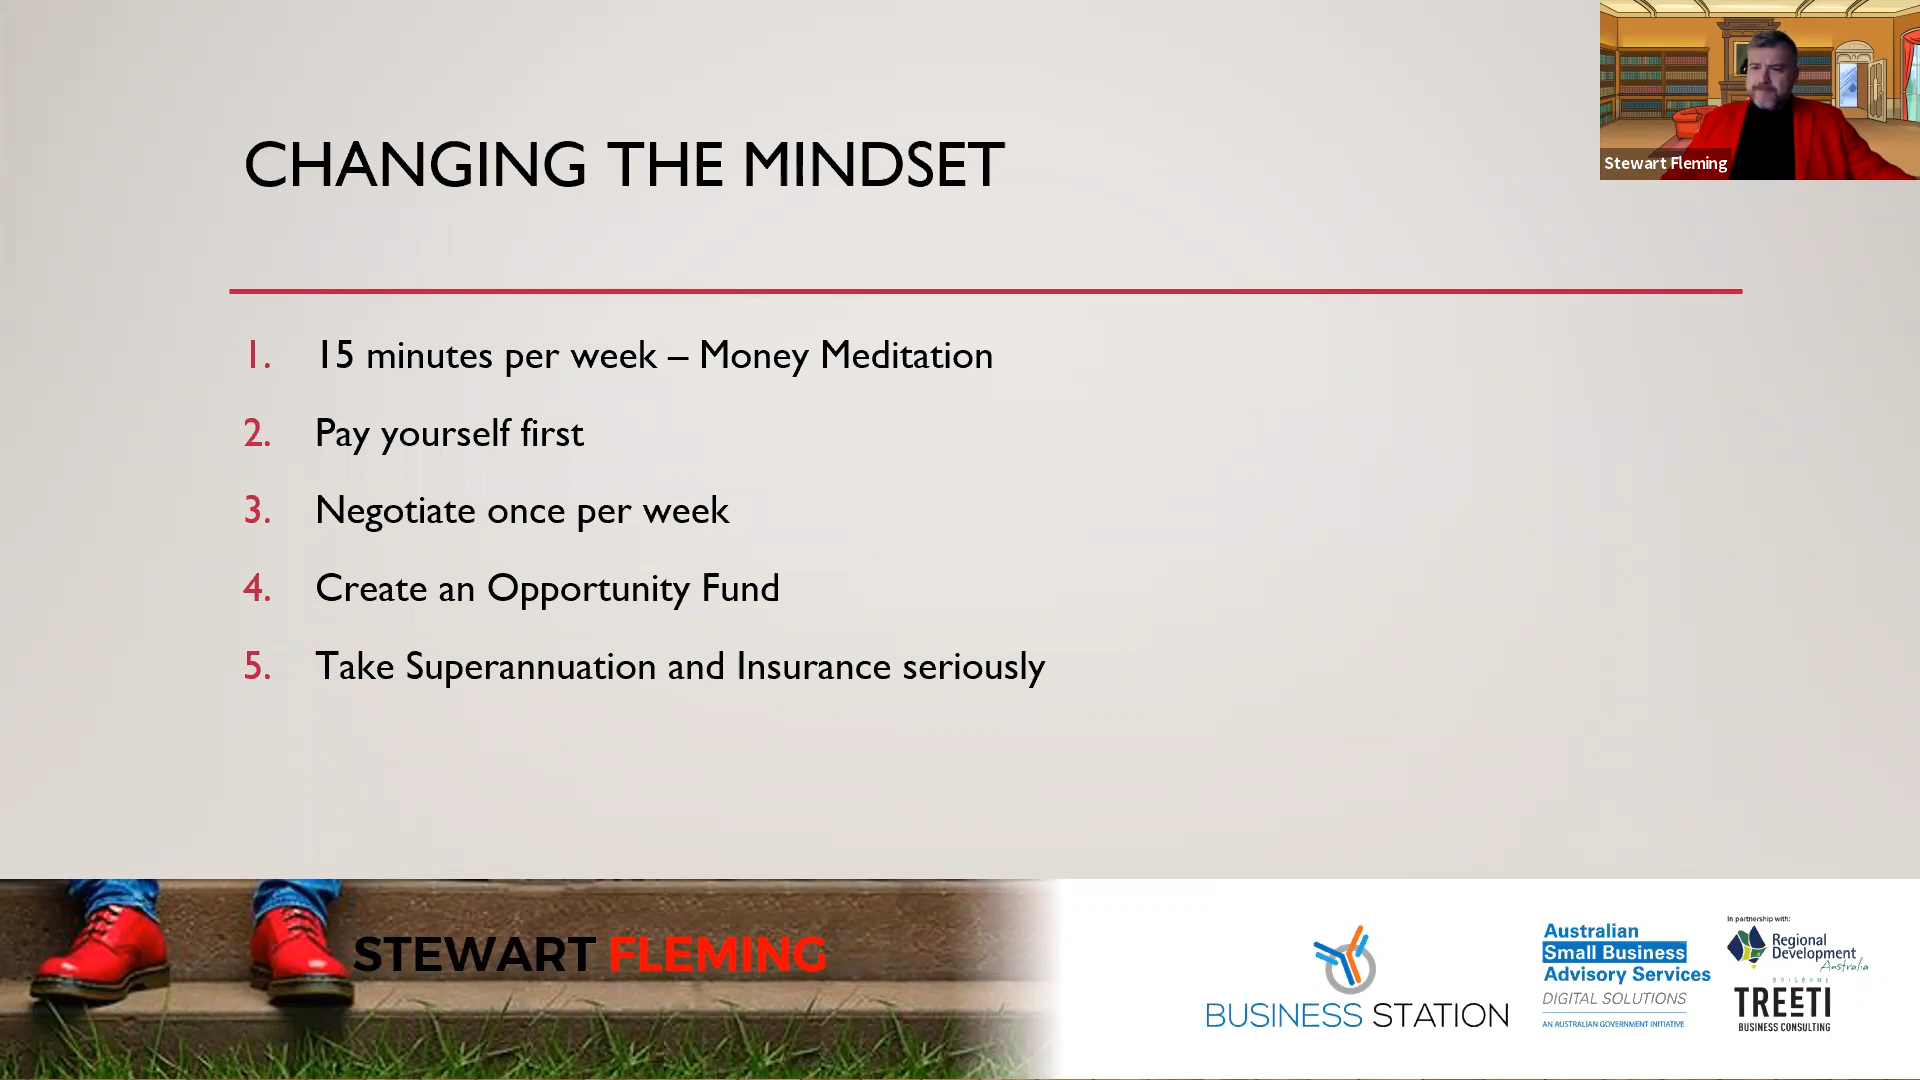 CHANGING THE MINDSET
Stewart Fleming
1. 15 minutes per week – Money Meditation
2. Pay yourself first
3. Negotiate once per week
4. Create an Opportunity Fund
5. Take Superannuation and Insurance seriously
STEWART FLEMING
BUSINESS STATION
Australian
Small Business
Advisory Services
DIGITAL SOLUTIONS
AN AUSTRALIAN GOVERNMENT INITIATIVE
In partnership with:
Regional
Development
Australia
BRISBANE
TREETI
BUSINESS CONSULTING